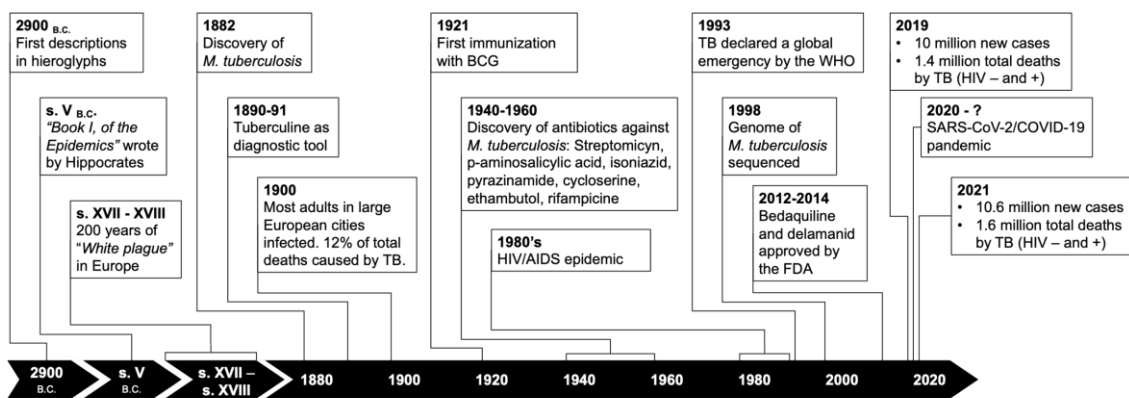 2900 B.C.
First descriptions
in hieroglyphs
s. V B.C.
"Book I, of the
Epidemics" wrote
by Hippocrates
s. XVII - XVIII
200 years of
"White plague"
in Europe
1882
Discovery of
M. tuberculosis
1890-91
Tuberculine as
diagnostic tool
1900
Most adults in large
European cities
infected. 12% of total
deaths caused by TB.
1921
First immunization
with BCG
1940-1960
Discovery of antibiotics against
M. tuberculosis: Streptomicyn,
p-aminosalicylic acid, isoniazid,
pyrazinamide, cycloserine,
ethambutol, rifampicine
1980's
HIV/AIDS epidemic
1993
TB declared a global
emergency by the WHO
1998
Genome of
M. tuberculosis
sequenced
2012-2014
Bedaquiline
and delamanid
approved by
the FDA
2019
• 10 million new cases
• 1.4 million total deaths
by TB (HIV – and +)
2020 - ?
SARS-CoV-2/COVID-19
pandemic
2021
• 10.6 million new cases
• 1.6 million total deaths
by TB (HIV – and +)
2900
B.C.
s. V
B.C.
s. XVII –
s. XVIII
1880
1900
1920
1940
1960
1980
2000
2020